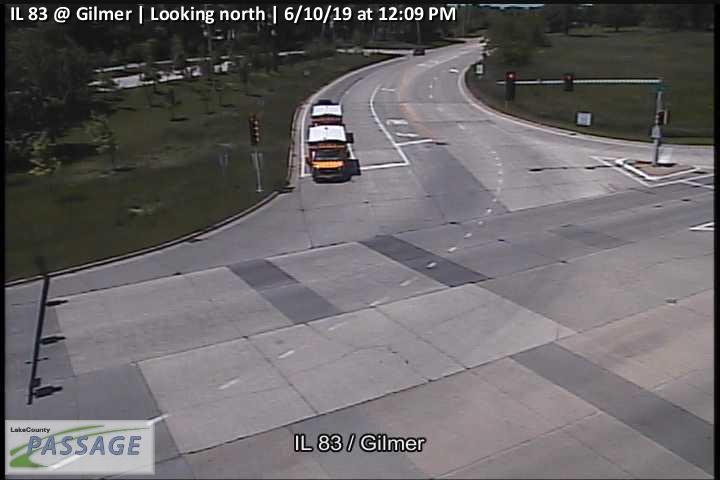 IL 83 @ Gilmer | Looking north | 6/10/19 at 12:09 PM
IL 83 / Gilmer
LakeCounty
PASSAGE